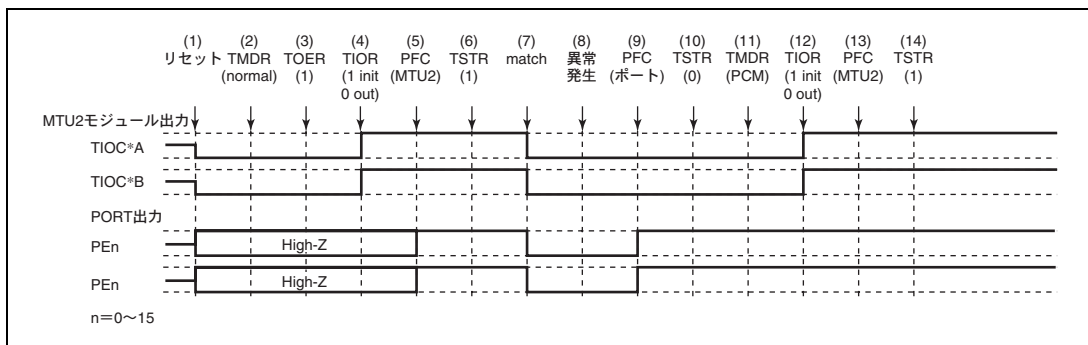 (1) (2) (3) (4) (5) (6) (7) (8) (9) (10) (11) (12) (13) (14)
リセット TMDR TOER TIOR PFC TSTR match 異常 PFC TSTR TMDR TIOR PFC TSTR
(normal) (1) (1 init (MTU2) (1) 発生 (ポート) (0) (PCM) (1 init (MTU2) (1)
0 out) 0 out)
MTU2モジュール出力
TIOC*A
TIOC*B
PORT出力
PEn High-Z
PEn High-Z
n=0～15